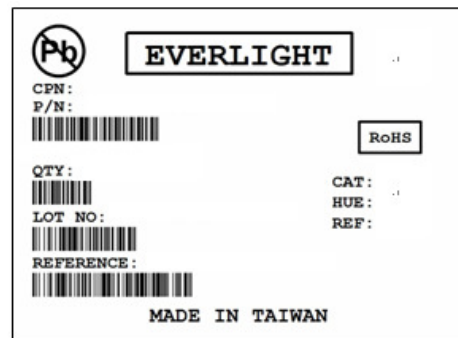 Pb
EVERLIGHT
CPN:
P/N:
RoHS
QTY:
CAT:
HUE:
LOT NO:
REF:
REFERENCE:
MADE IN TAIWAN